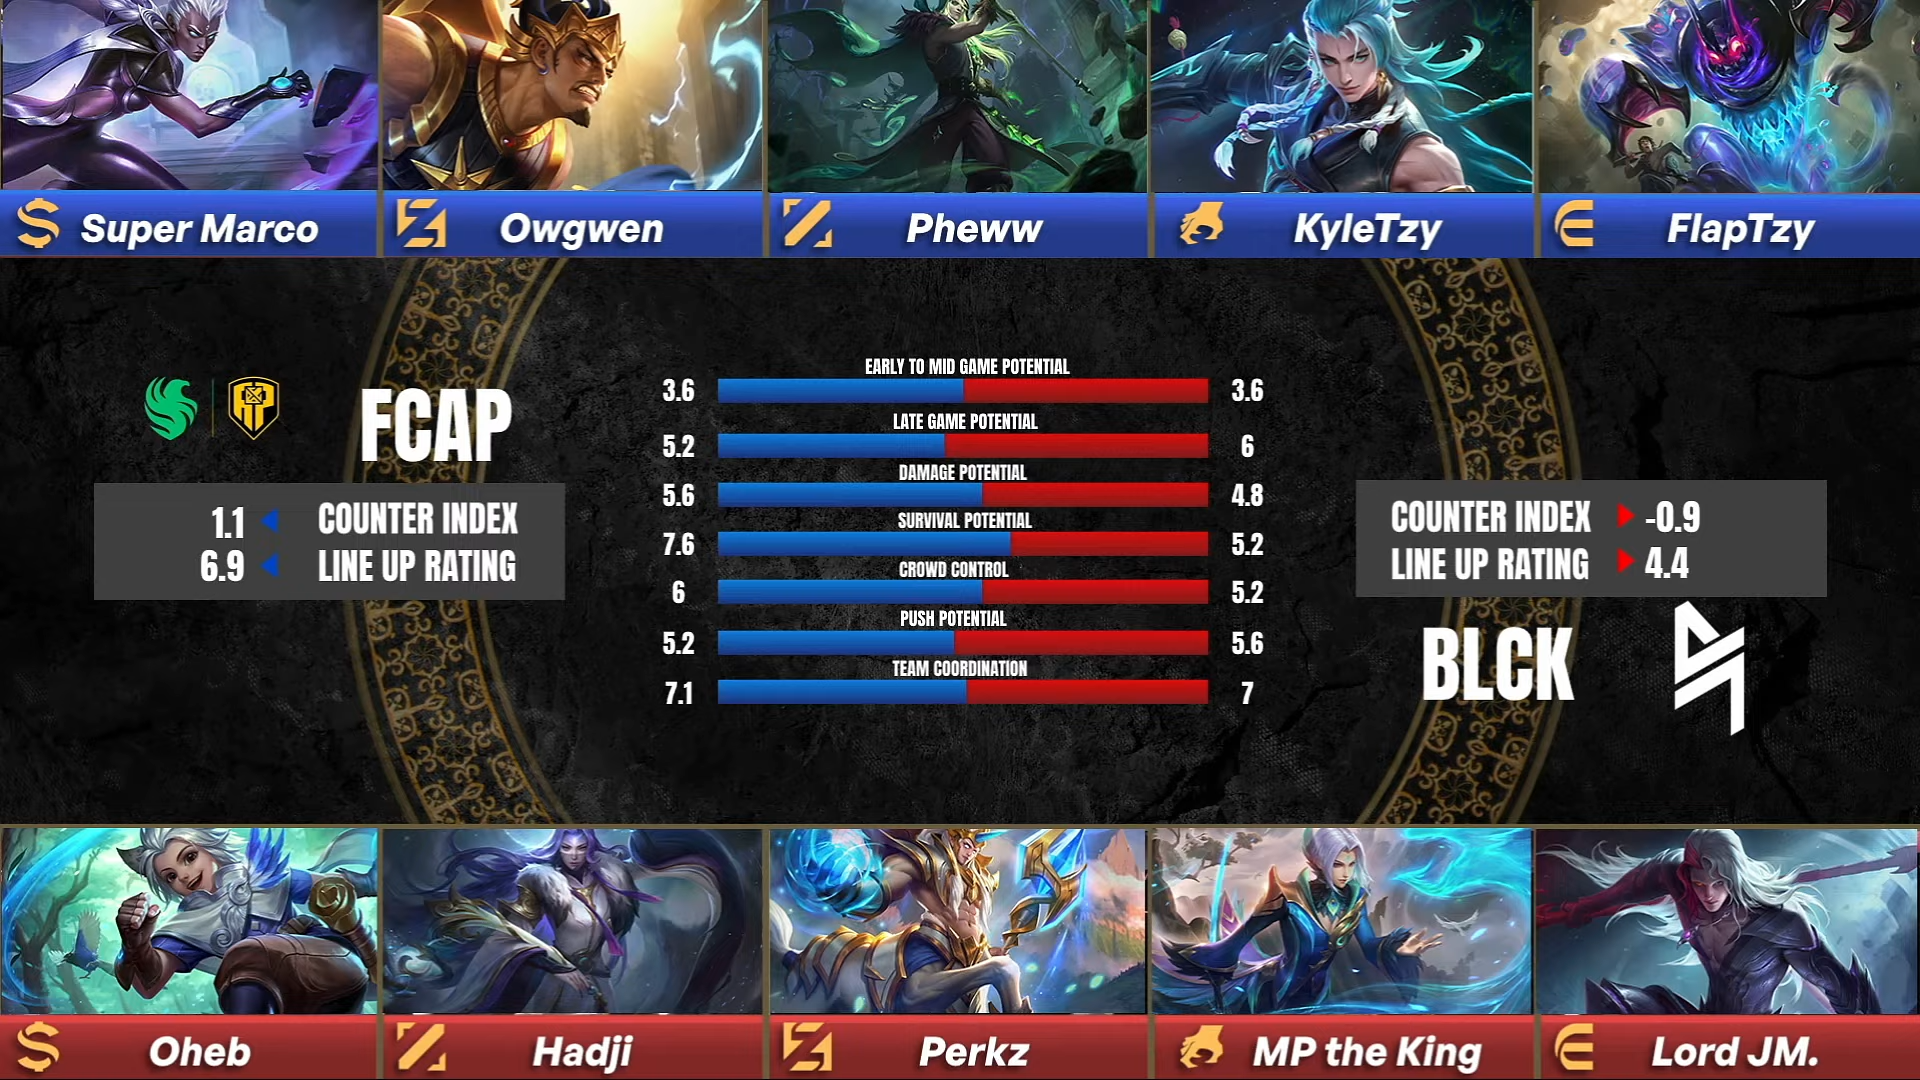 Super Marco
Owgwen
Pheww
KyleTzy
FlapTzy
FCAP
1.1 COUNTER INDEX
6.9 LINE UP RATING
EARLY TO MID GAME POTENTIAL
3.6 3.6
LATE GAME POTENTIAL
5.2 6
DAMAGE POTENTIAL
5.6 4.8
SURVIVAL POTENTIAL
7.6 5.2
CROWD CONTROL
6 5.2
PUSH POTENTIAL
5.2 5.6
TEAM COORDINATION
7.1 7
COUNTER INDEX -0.9
LINE UP RATING 4.4
BLCK
Oheb
Hadji
Perkz
MP the King
Lord JM.